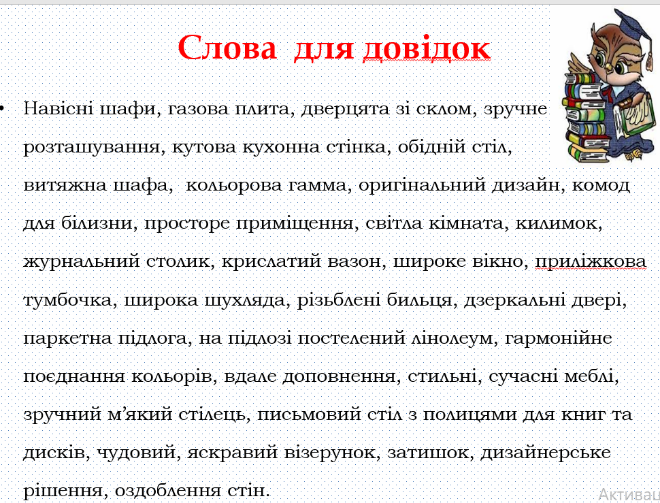 Слова для довідок
• Навісні шафи, газова плита, дверцята зі склом, зручне
розташування, кутова кухонна стінка, обідній стіл,
витяжна шафа, кольорова гамма, оригінальний дизайн, комод
для білизни, просторе приміщення, світла кімната, килимок,
журнальний столик, крислатий вазон, широке вікно, приліжкова
тумбочка, широка шухляда, різьблені бильця, дзеркальні двері,
паркетна підлога, на підлозі постелений лінолеум, гармонійне
поєднання кольорів, вдале доповнення, стильні, сучасні меблі,
зручний м’який стілець, письмовий стіл з полицями для книг та
дисків, чудовий, яскравий візерунок, затишок, дизайнерське
рішення, оздоблення стін.